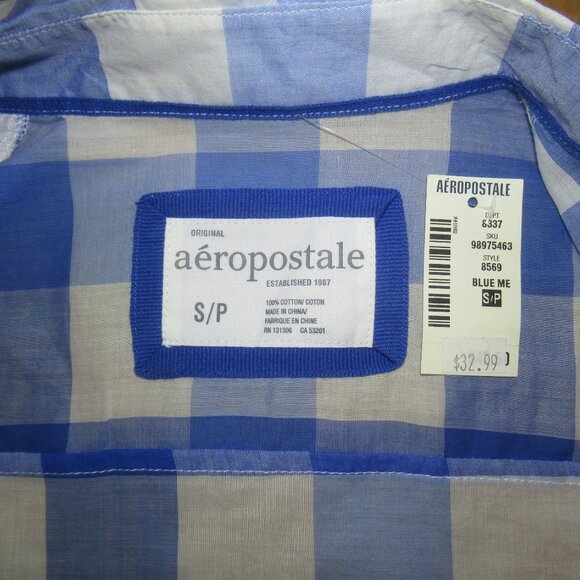 ORIGINAL
aéropostale
ESTABLISHED 1987
S/P
100% COTTON/ COTON
MADE IN CHINA/
FABRIQUE EN CHINE
RN 131306 CA 53201
AÉROPOSTALE
DEPT
6337
SKU
98975463
STYLE
8569
BLUE ME
S/P
$32.99